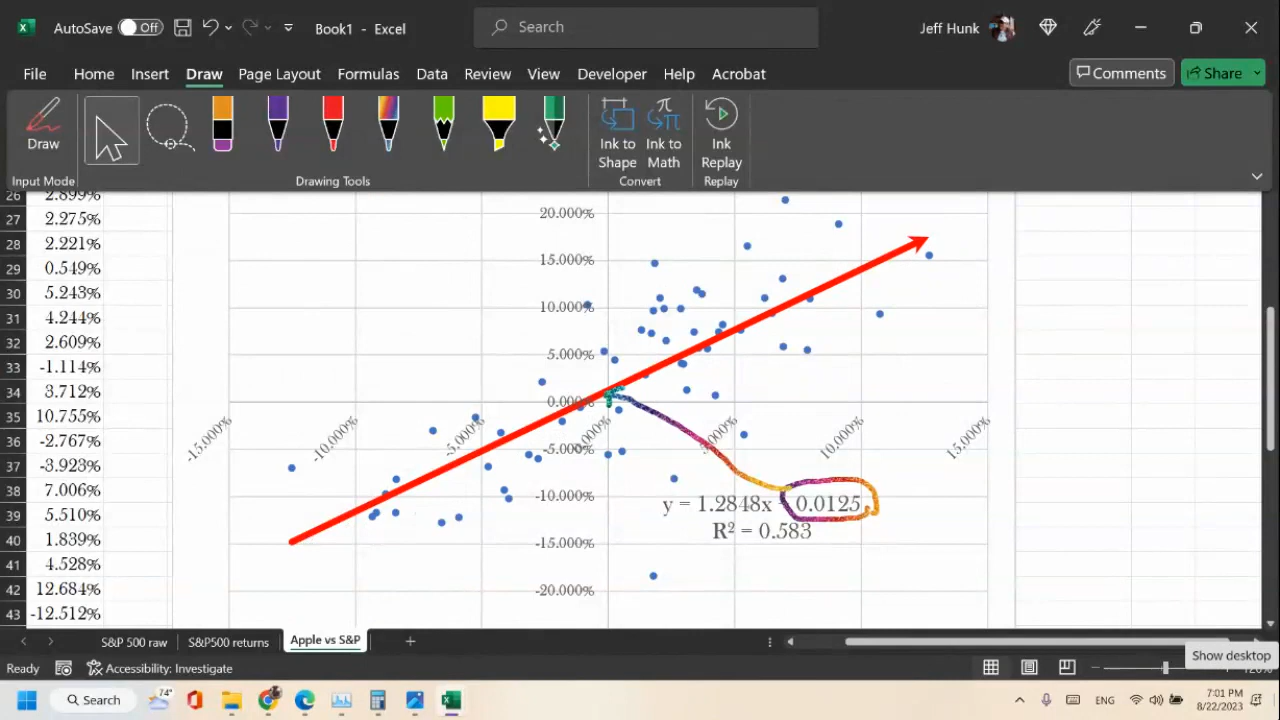 AutoSave Off Book1 - Excel Search Jeff Hunk
File Home Insert Draw Page Layout Formulas Data Review View Developer Help Acrobat Comments Share
Draw Ink to Shape Ink to Math Ink Replay
Input Mode Drawing Tools Convert Replay
26 2.899%
27 2.275%
28 2.221%
29 0.549%
30 5.243%
31 4.244%
32 2.609%
33 -1.114%
34 3.712%
35 10.755%
36 -2.767%
37 -3.923%
38 7.006%
39 5.510%
40 1.839%
41 4.528%
42 12.684%
43 -12.512%
20.000%
15.000%
10.000%
5.000%
0.000%
-5.000%
-10.000%
-15.000%
-20.000%
-15.000% -10.000% -5.000% 0.000% 5.000% 10.000% 15.000%
y = 1.2848x 0.0125
R² = 0.583
S&P 500 raw S&P500 returns Apple vs S&P
Show desktop
Ready Accessibility: Investigate
74°
Search ENG 7:01 PM
8/22/2023